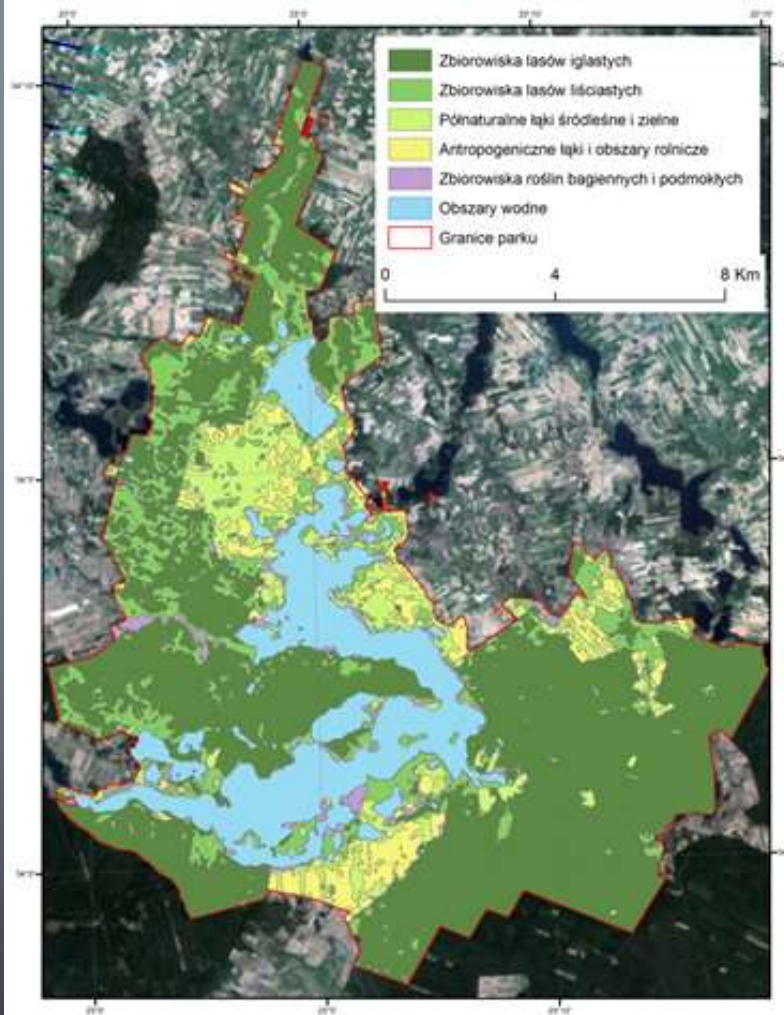 Zbiorowiska lasów iglastych
Zbiorowiska lasów liściastych
Półnaturalne łąki śródleśne i zielne
Antropogeniczne łąki i obszary rolnicze
Zbiorowiska roślin bagiennych i podmokłych
Obszary wodne
Granice parku
0 4 8 Km